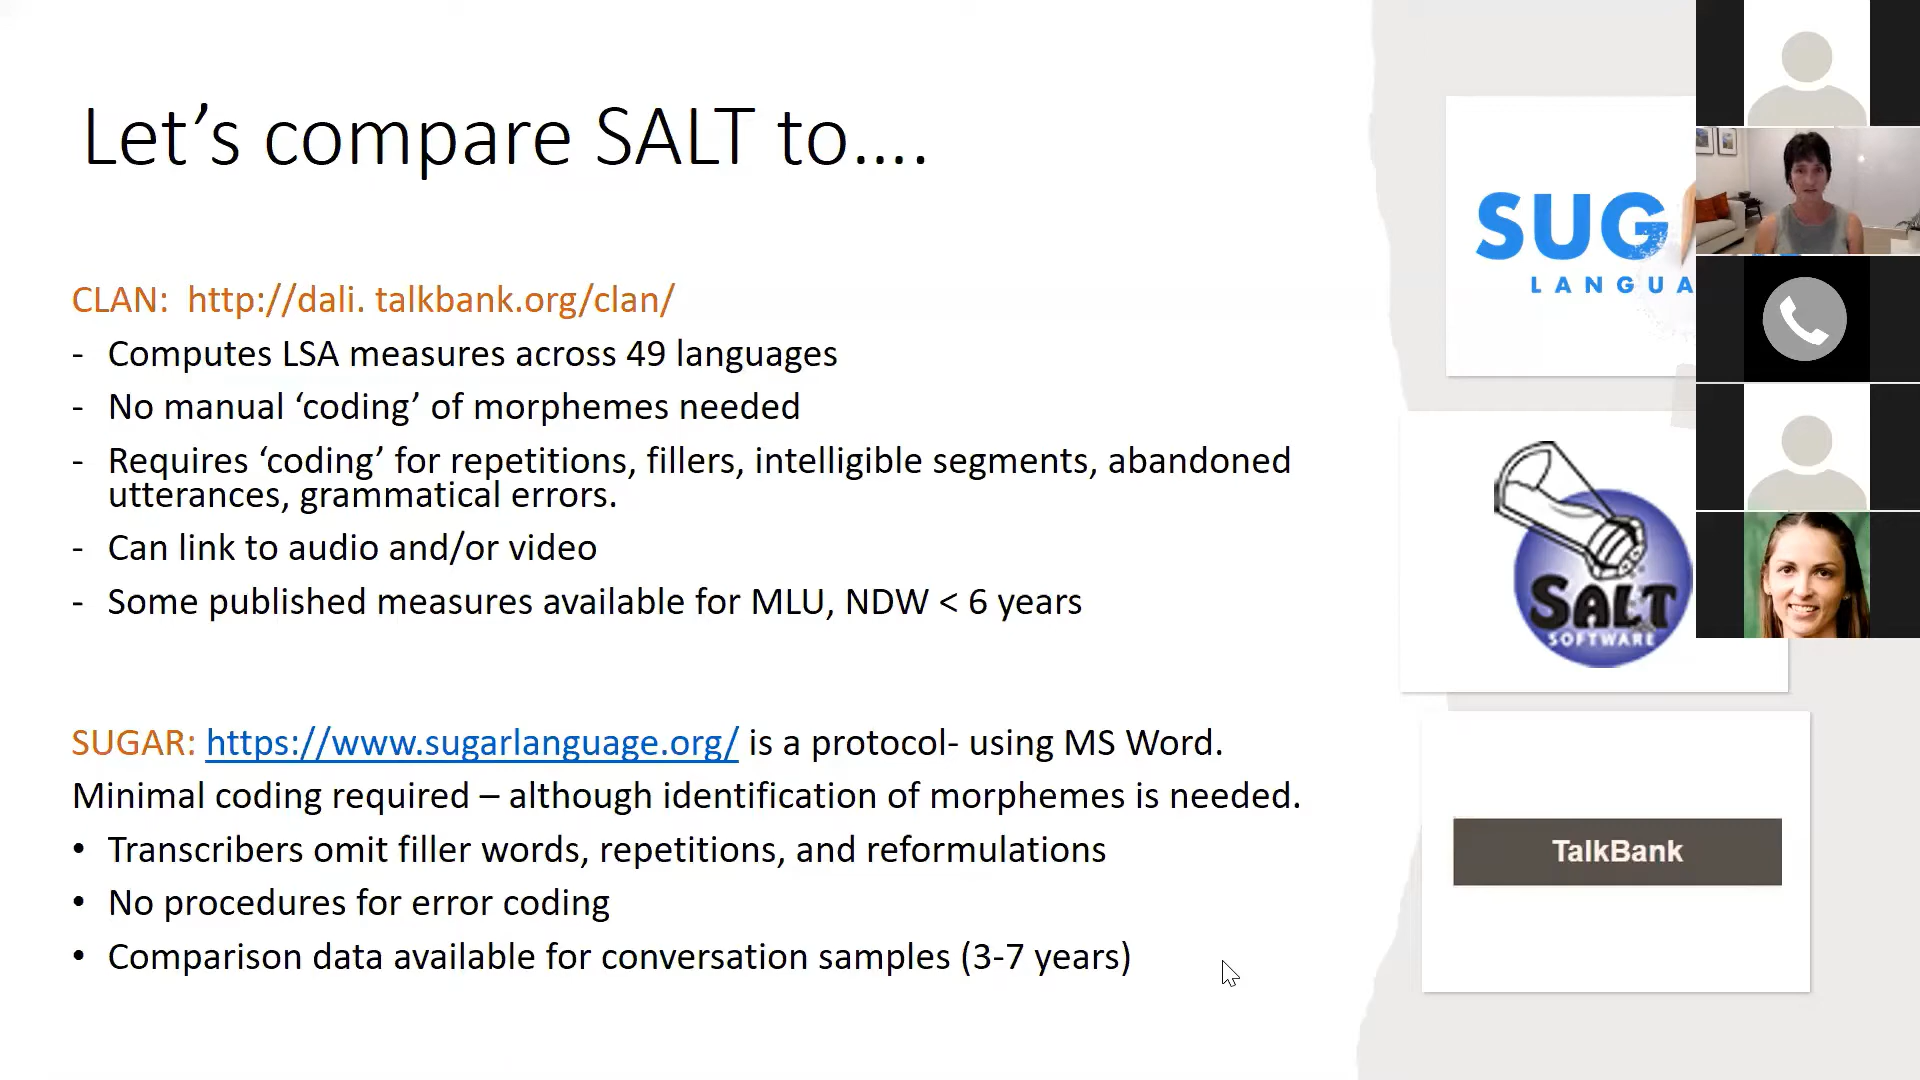 Let’s compare SALT to....
CLAN: http://dali. talkbank.org/clan/
- Computes LSA measures across 49 languages
- No manual ‘coding’ of morphemes needed
- Requires ‘coding’ for repetitions, fillers, intelligible segments, abandoned
utterances, grammatical errors.
- Can link to audio and/or video
- Some published measures available for MLU, NDW < 6 years
SUGAR: https://www.sugarlanguage.org/ is a protocol- using MS Word.
Minimal coding required – although identification of morphemes is needed.
• Transcribers omit filler words, repetitions, and reformulations
• No procedures for error coding
• Comparison data available for conversation samples (3-7 years)
SUG
LANGUA
SALT
SOFTWARE
TalkBank